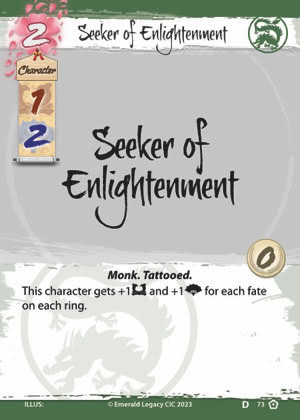 2
Seeker of Enlightenment
Character
1
2
Seeker of
Enlightenment
0
Monk. Tattooed.
This character gets +1 and +1 for each fate
on each ring.
ILLUS:
© Emerald Legacy CIC 2023
D 73